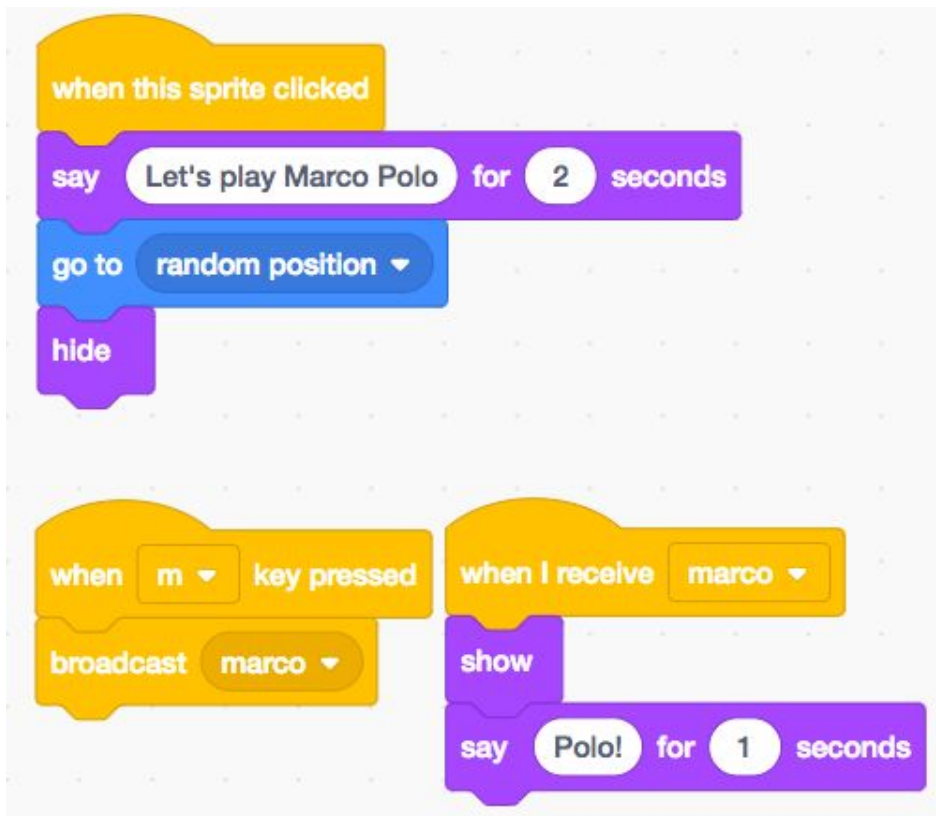 when this sprite clicked
say Let's play Marco Polo for 2 seconds
go to random position
hide
when m key pressed
broadcast marco
when I receive marco
show
say Polo! for 1 seconds